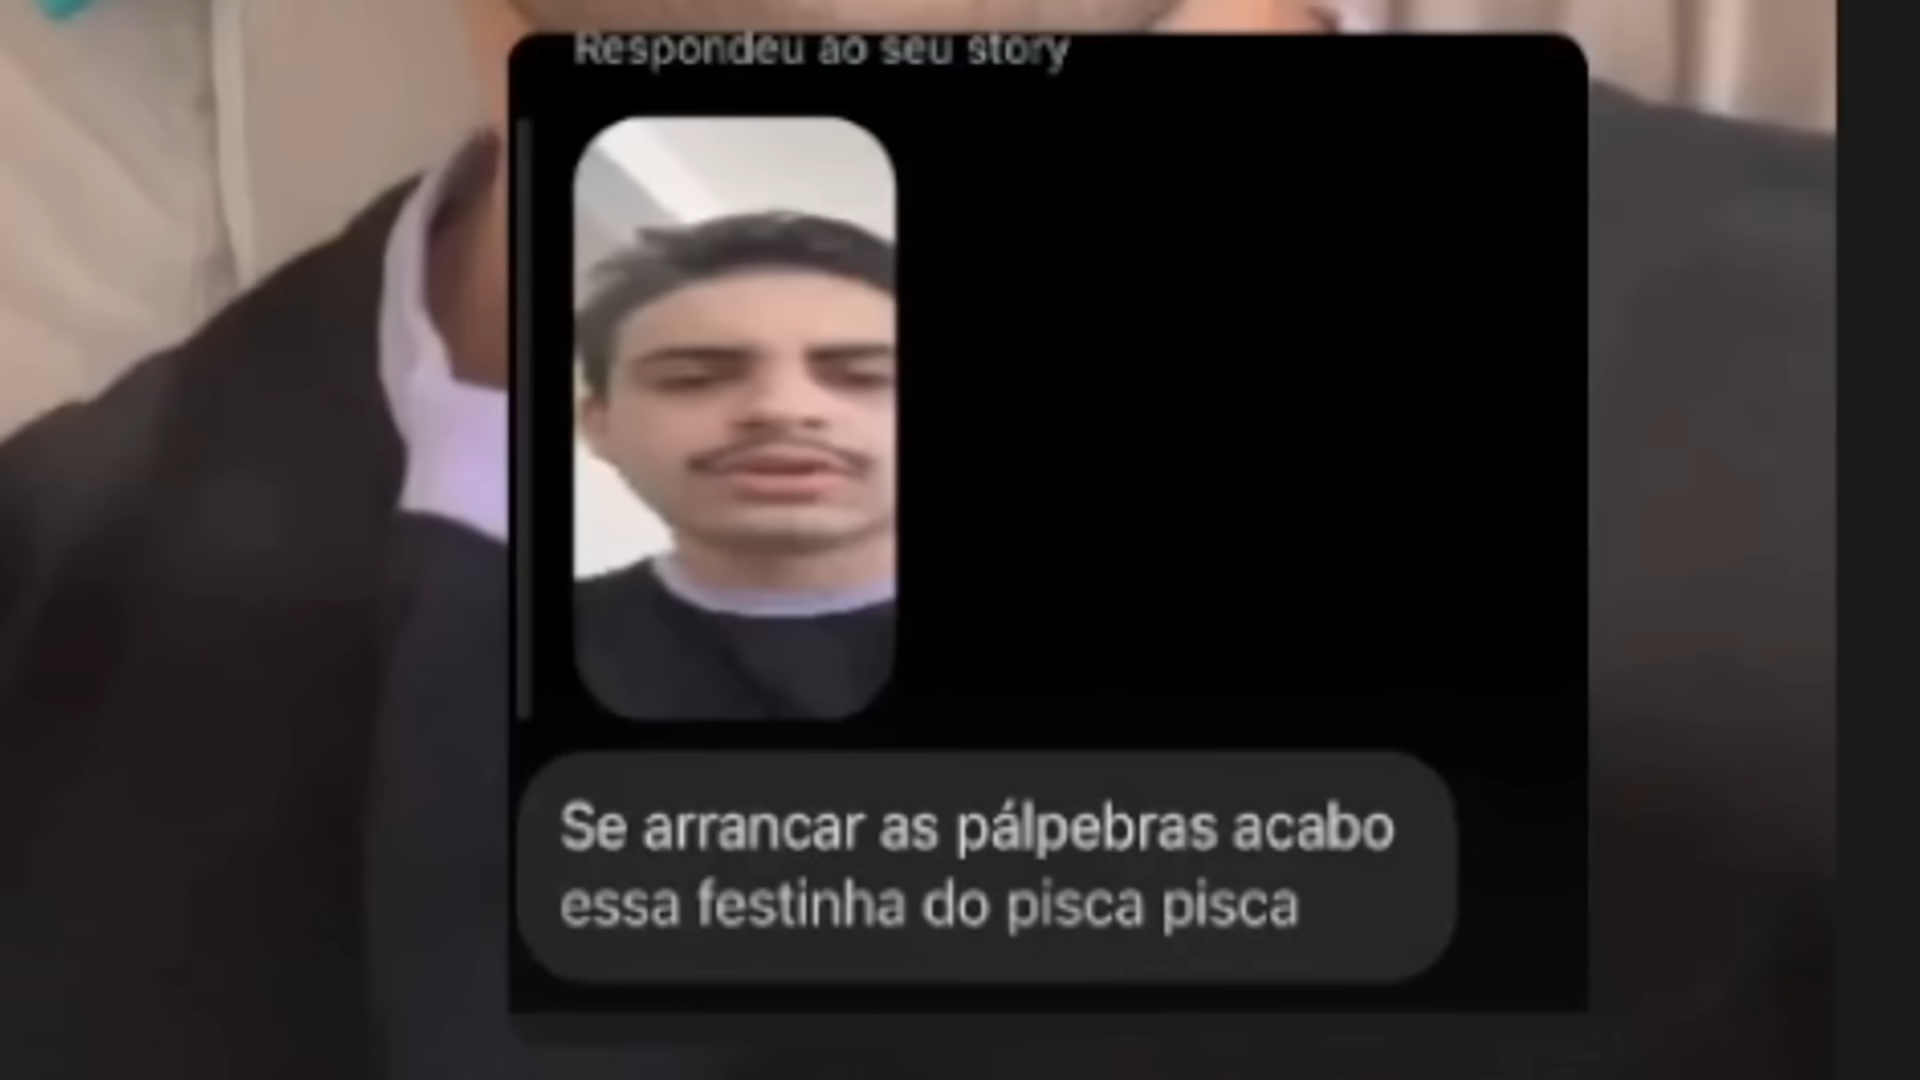 Respondeu ao seu story
Se arrancar as pálpebras acabo
essa festinha do pisca pisca